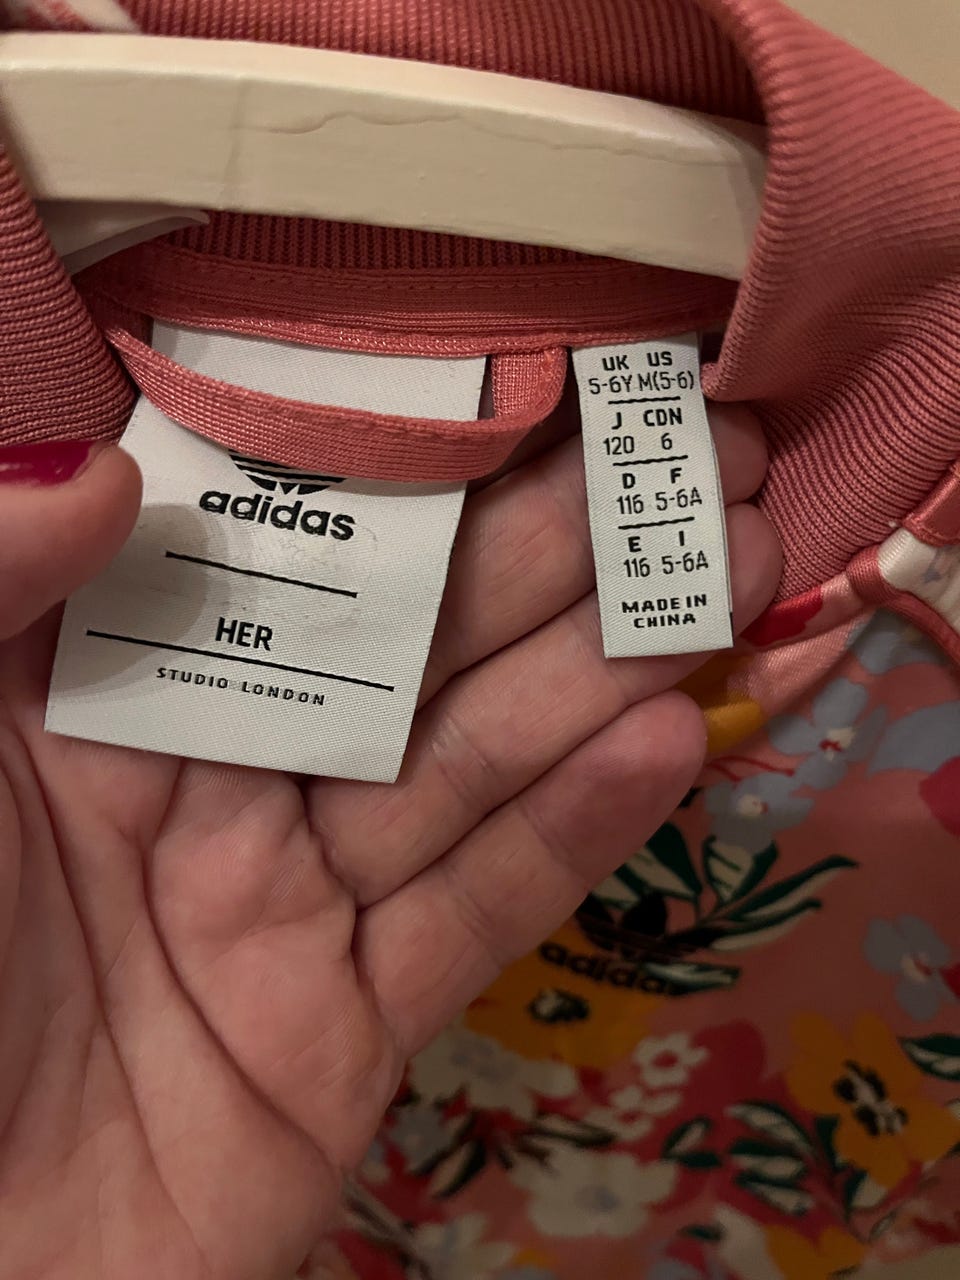 adidas
HER
STUDIO LONDON
UK US
5-6Y M(5-6)
J CDN
120 6
D F
116 5-6A
E I
116 5-6A
MADE IN
CHINA
adidas